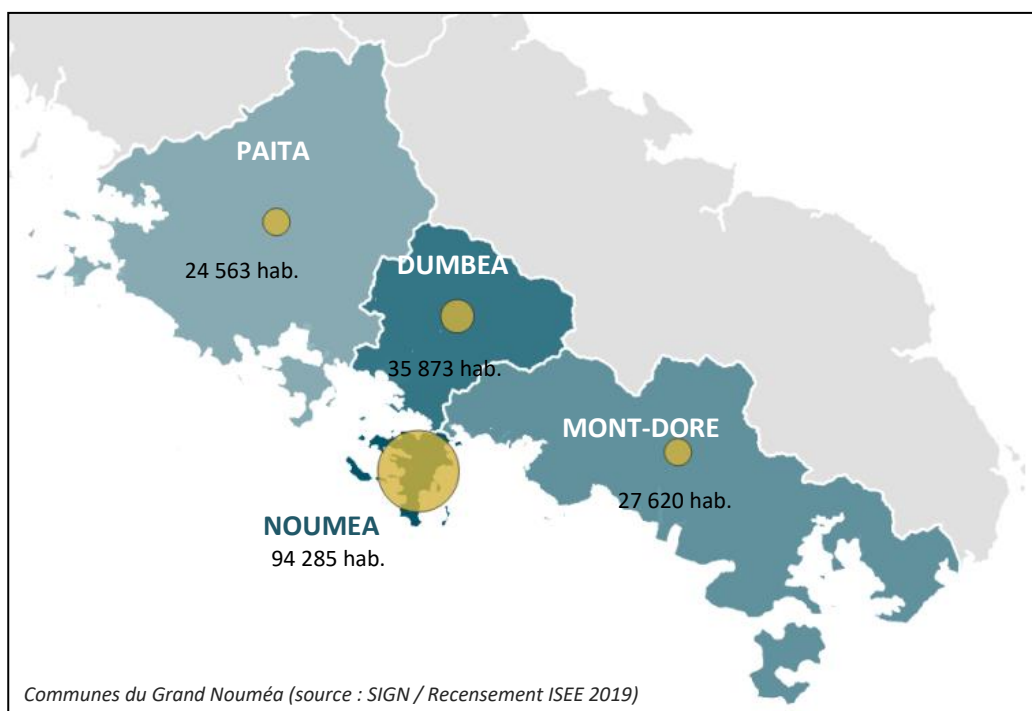 PAITA
24 563 hab.
DUMBEA
35 873 hab.
MONT-DORE
27 620 hab.
NOUMEA
94 285 hab.
Communes du Grand Nouméa (source : SIGN / Recensement ISEE 2019)